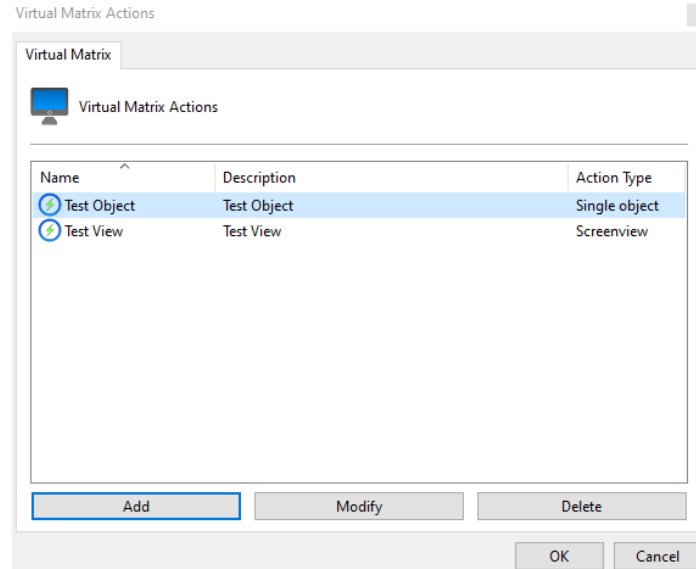 Virtual Matrix Actions
Virtual Matrix
Virtual Matrix Actions
Name Description Action Type
Test Object Test Object Single object
Test View Test View Screenview
Add Modify Delete
OK Cancel